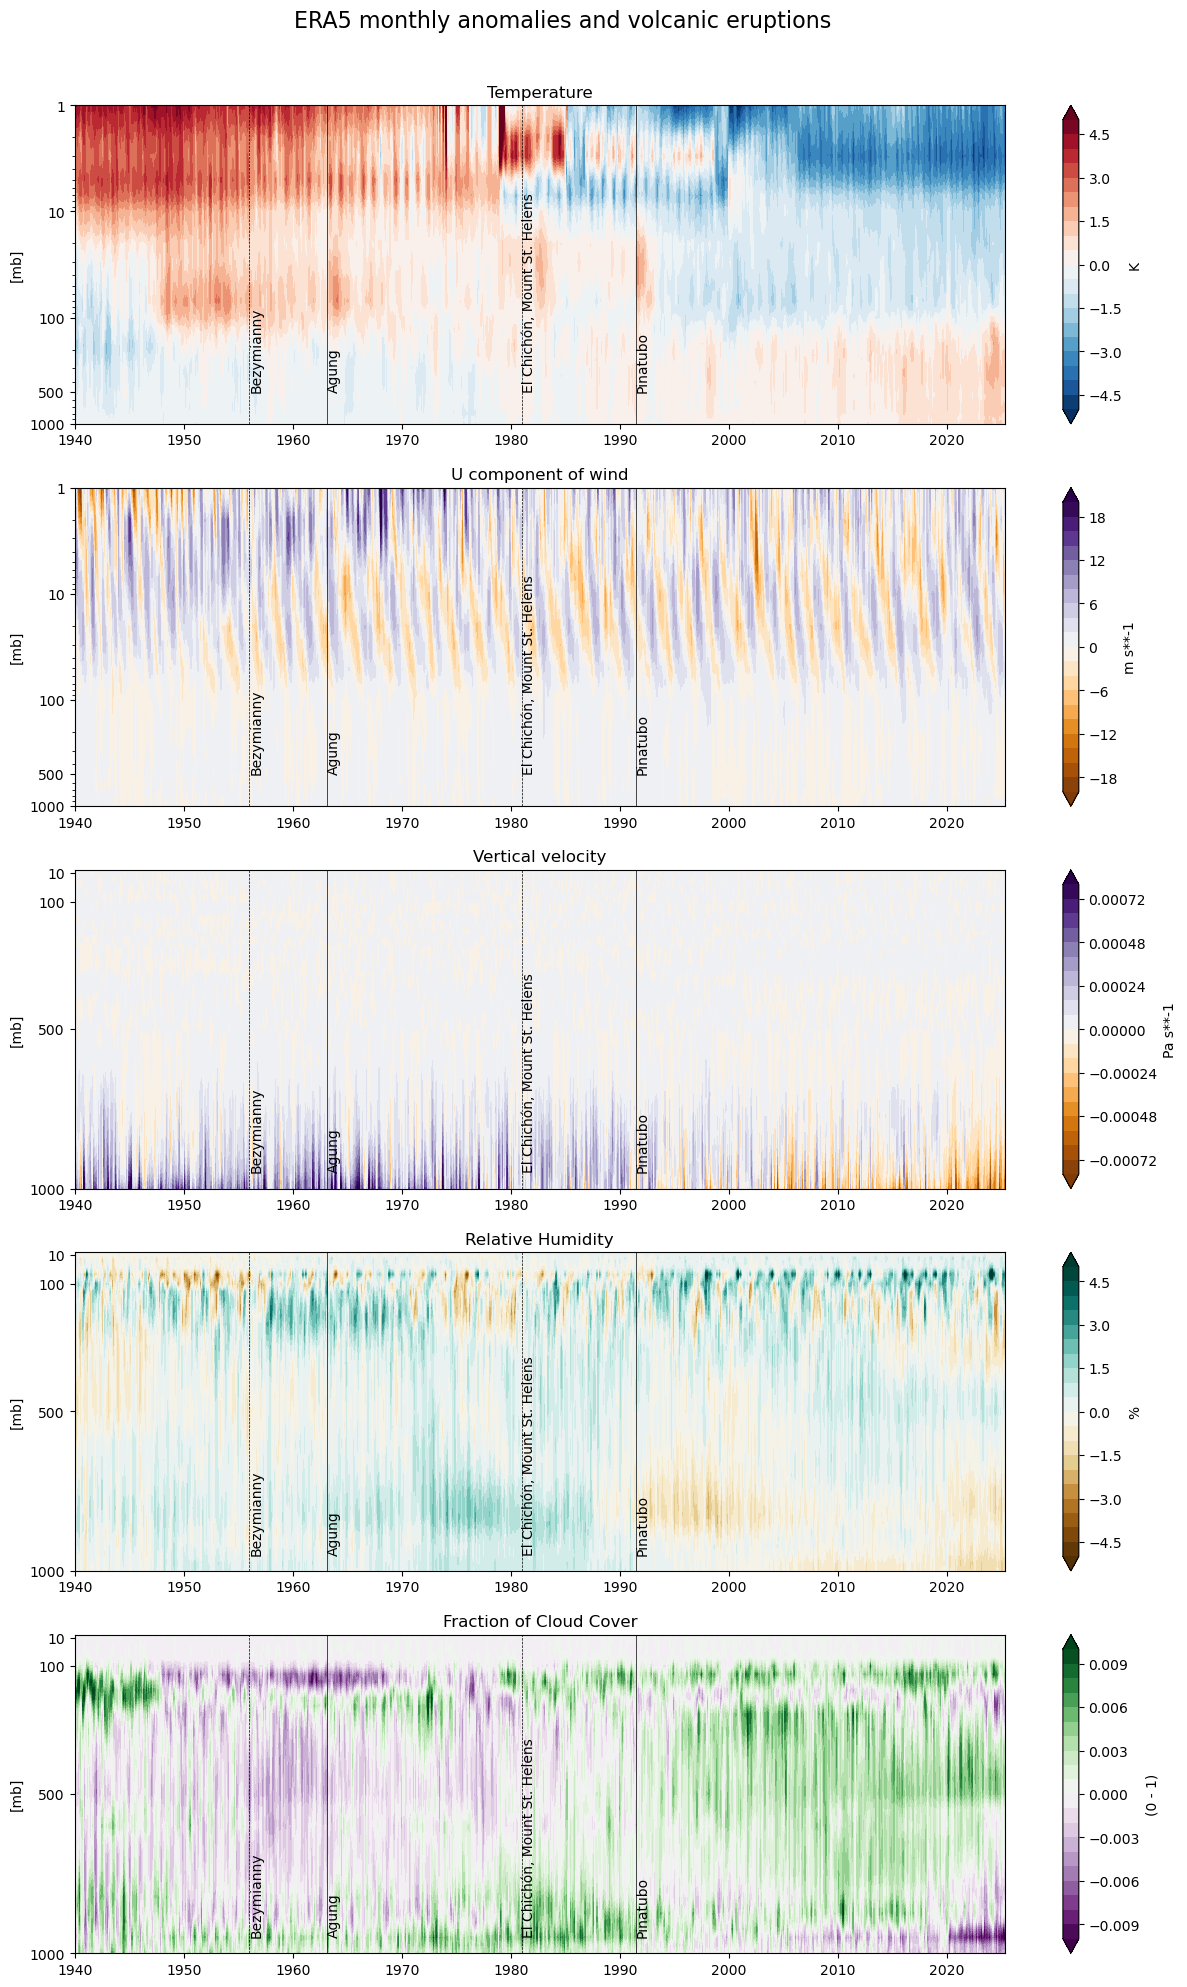 ERA5 monthly anomalies and volcanic eruptions
Temperature
1
10
100
500
1000
[mb]
Bezymianny
Agung
El Chichón, Mount St. Helens
Pinatubo
1940 1950 1960 1970 1980 1990 2000 2010 2020
4.5
3.0
1.5
0.0
−1.5
−3.0
−4.5
K
U component of wind
1
10
100
500
1000
[mb]
Bezymianny
Agung
El Chichón, Mount St. Helens
Pinatubo
1940 1950 1960 1970 1980 1990 2000 2010 2020
18
12
6
0
−6
−12
−18
m s**-1
Vertical velocity
10
100
500
1000
[mb]
Bezymianny
Agung
El Chichón, Mount St. Helens
Pinatubo
1940 1950 1960 1970 1980 1990 2000 2010 2020
0.00072
0.00048
0.00024
0.00000
−0.00024
−0.00048
−0.00072
Pa s**-1
Relative Humidity
10
100
500
1000
[mb]
Bezymianny
Agung
El Chichón, Mount St. Helens
Pinatubo
1940 1950 1960 1970 1980 1990 2000 2010 2020
4.5
3.0
1.5
0.0
−1.5
−3.0
−4.5
%
Fraction of Cloud Cover
10
100
500
1000
[mb]
Bezymianny
Agung
El Chichón, Mount St. Helens
Pinatubo
1940 1950 1960 1970 1980 1990 2000 2010 2020
0.009
0.006
0.003
0.000
−0.003
−0.006
−0.009
(0 - 1)